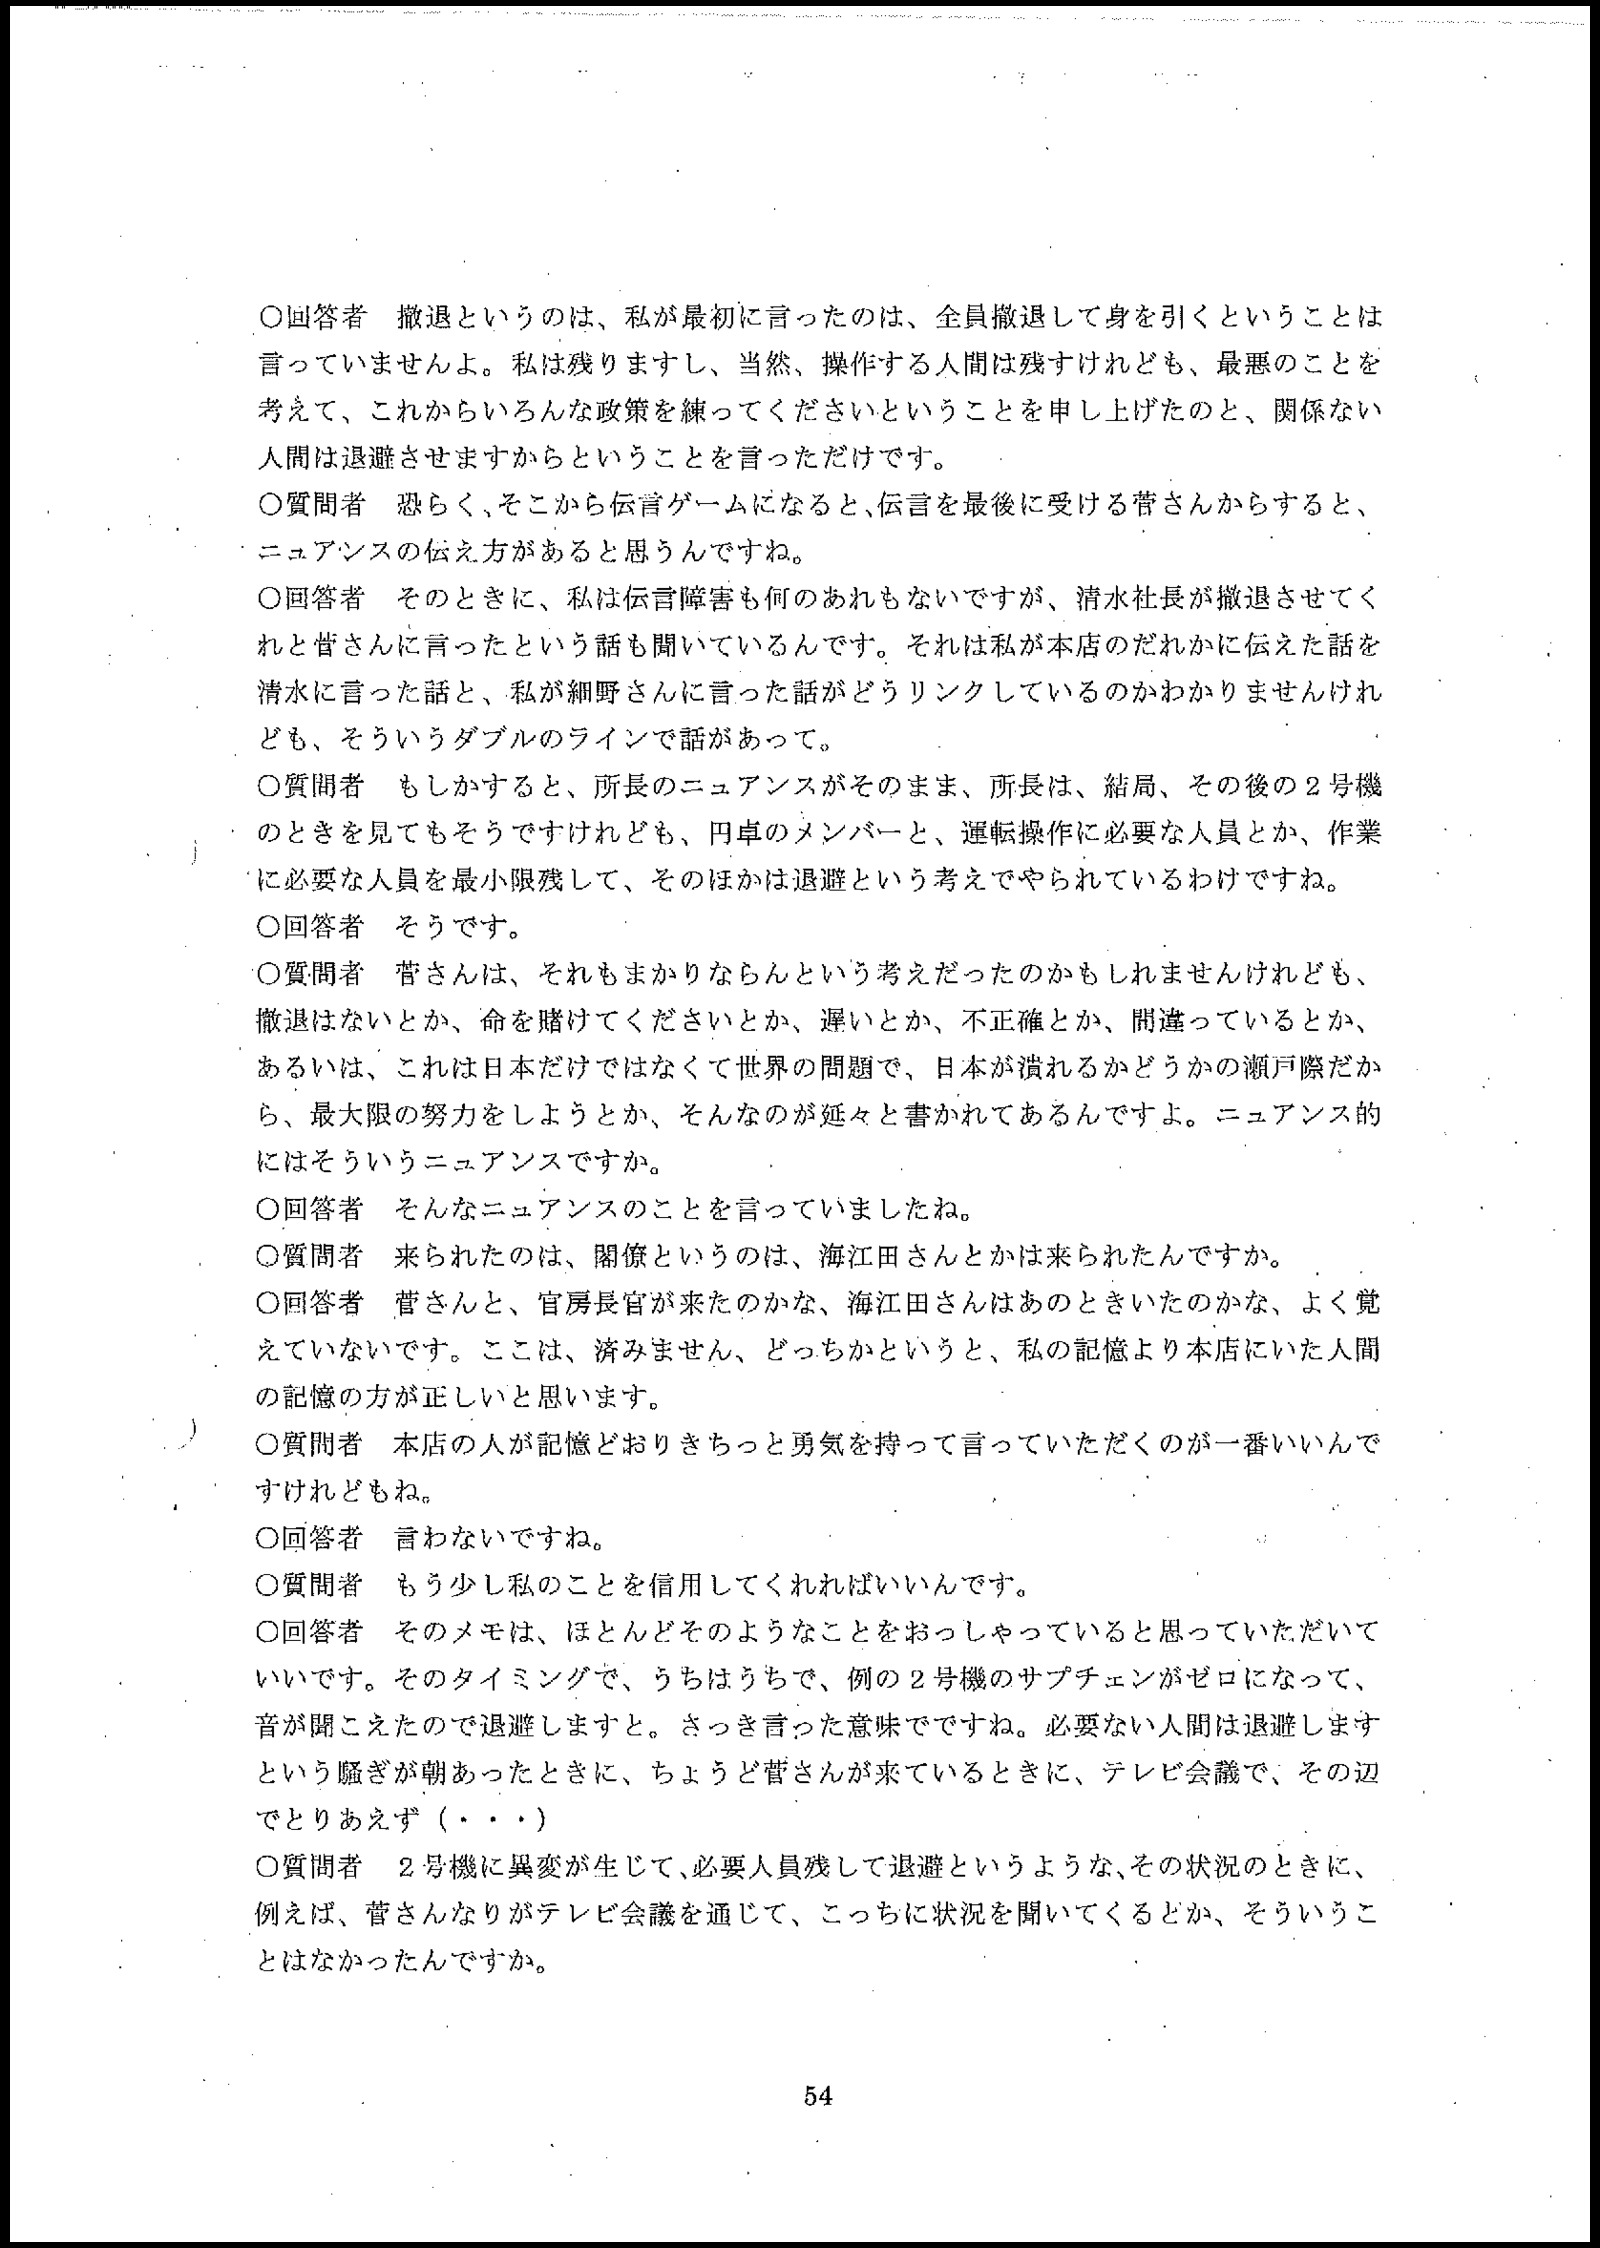 ○回答者　撤退というのは、私が最初に言ったのは、全員撤退して身を引くということは
言っていませんよ。私は残りますし、当然、操作する人間は残すけれども、最悪のことを
考えて、これからいろんな政策を練ってくださいということを申し上げたのと、関係ない
人間は退避させますからということを言っただけです。
○質問者　恐らく、そこから伝言ゲームになると、伝言を最後に受ける菅さんからすると、
ニュアンスの伝え方があると思うんですね。
○回答者　そのときに、私は伝言障害も何のあれもないですが、清水社長が撤退させてく
れと菅さんに言ったという話も聞いているんです。それは私が本店のだれかに伝えた話を
清水に言った話と、私が細野さんに言った話がどうリンクしているのかわかりませんけれ
ども、そういうダブルのラインで話があって。
○質問者　もしかすると、所長のニュアンスがそのまま、所長は、結局、その後の２号機
のときを見てもそうですけれども、円卓のメンバーと、運転操作に必要な人員とか、作業
に必要な人員を最小限残して、そのほかは退避という考えでやられているわけですね。
○回答者　そうです。
○質問者　菅さんは、それもまかりならんという考えだったのかもしれませんけれども、
撤退はないとか、命を賭けてくださいとか、遅いとか、不正確とか、間違っているとか、
あるいは、これは日本だけではなくて世界の問題で、日本が潰れるかどうかの瀬戸際だか
ら、最大限の努力をしようとか、そんなのが延々と書かれてあるんですよ。ニュアンス的
にはそういうニュアンスですか。
○回答者　そんなニュアンスのことを言っていましたね。
○質問者　来られたのは、閣僚というのは、海江田さんとかは来られたんですか。
○回答者　菅さんと、官房長官が来たのかな、海江田さんはあのときいたのかな、よく覚
えていないです。ここは、済みません、どっちかというと、私の記憶より本店にいた人間
の記憶の方が正しいと思います。
○質問者　本店の人が記憶どおりきちっと勇気を持って言っていただくのが一番いいんで
すけれどもね。
○回答者　言わないですね。
○質問者　もう少し私のことを信用してくれればいいんです。
○回答者　そのメモは、ほとんどそのようなことをおっしゃっていると思っていただいて
いいです。そのタイミングで、うちはうちで、例の２号機のサプチェンがゼロになって、
音が聞こえたので退避しますと。さっき言った意味でですね。必要ない人間は退避します
という騒ぎが朝あったときに、ちょうど菅さんが来ているときに、テレビ会議で、その辺
でとりあえず（・・・）
○質問者　２号機に異変が生じて、必要人員残して退避というような、その状況のときに、
例えば、菅さんなりがテレビ会議を通じて、こっちに状況を聞いてくるとか、そういうこ
とはなかったんですか。
54